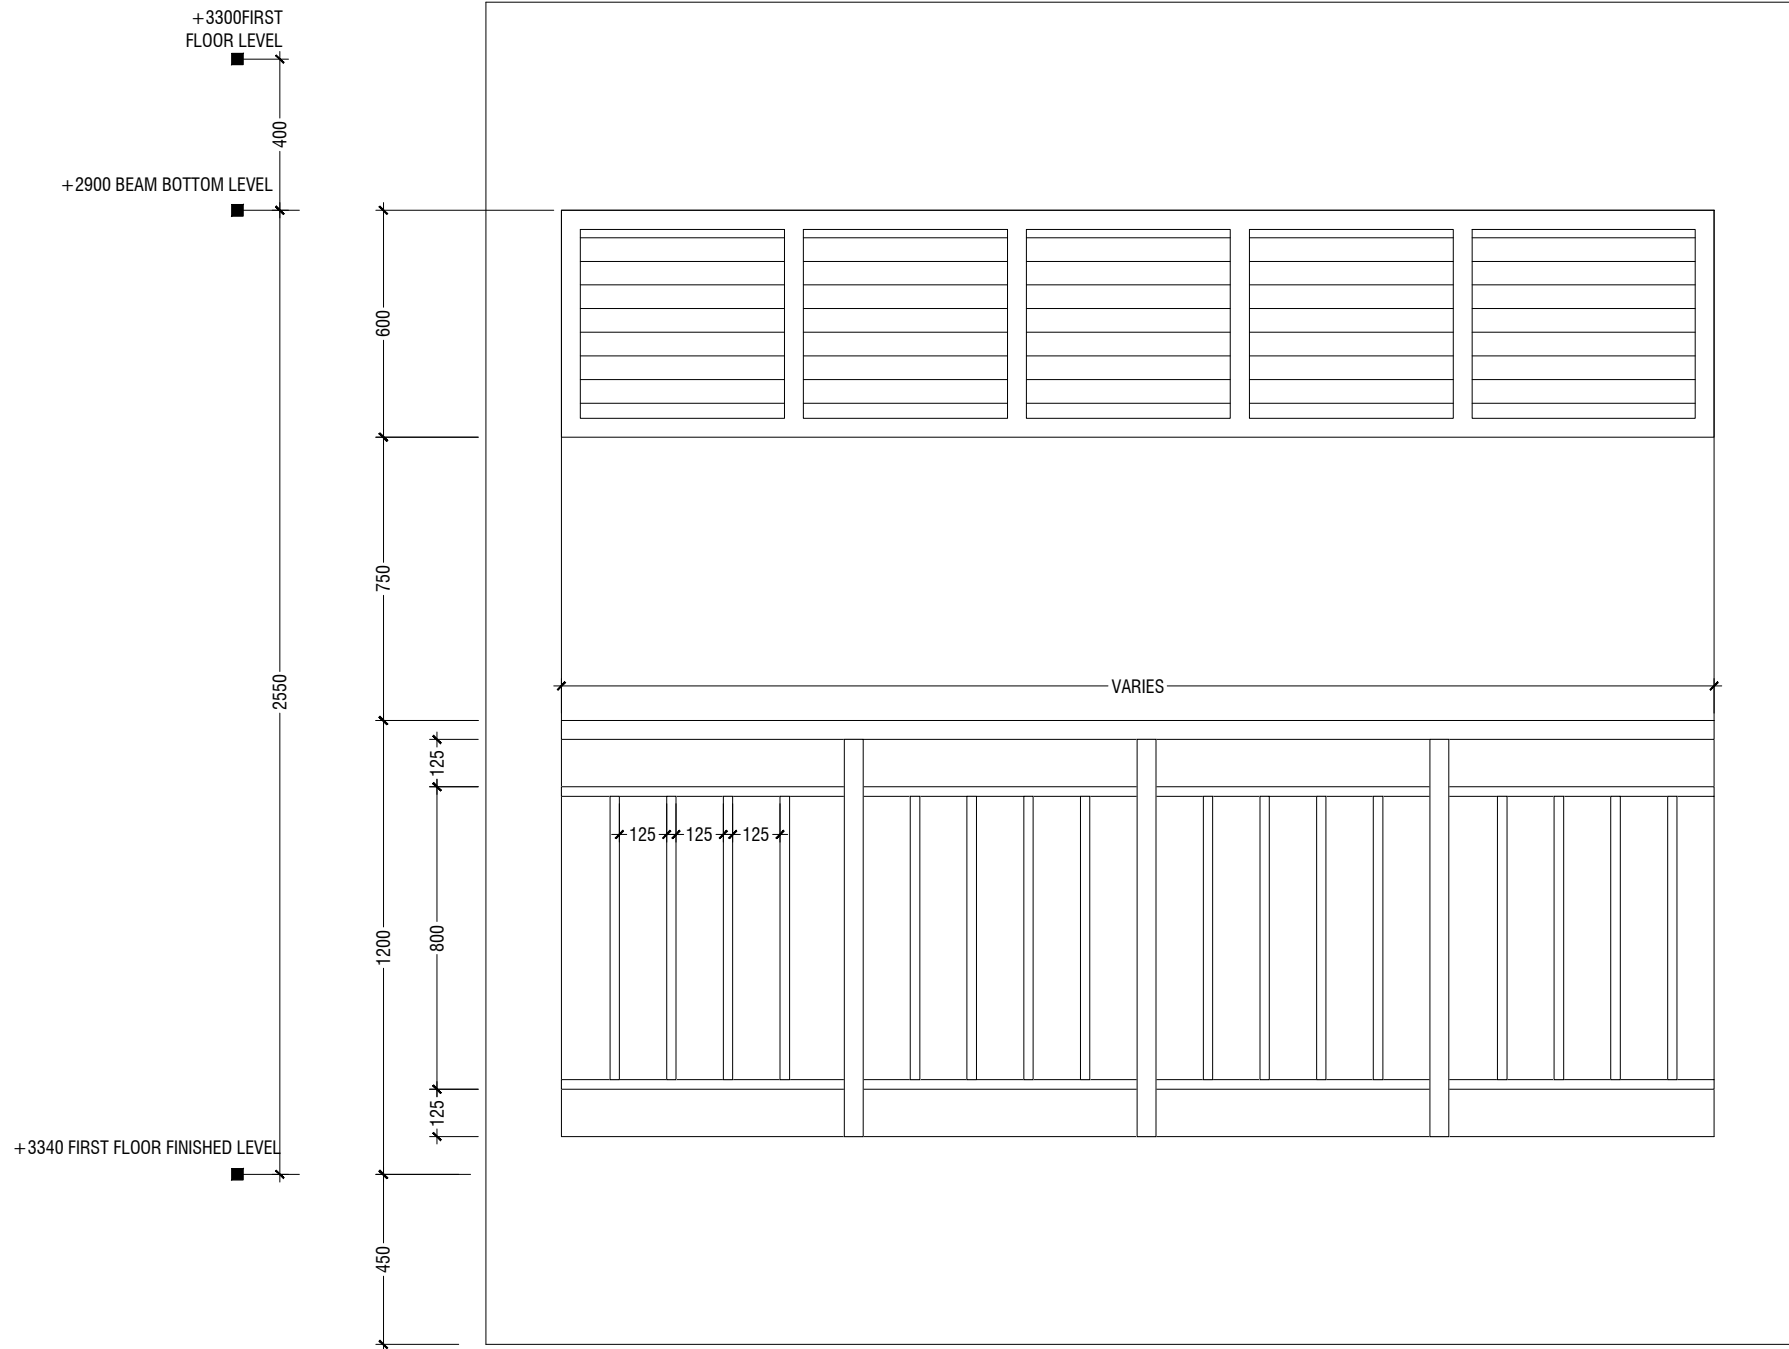 +3300FIRST
FLOOR LEVEL
400
+2900 BEAM BOTTOM LEVEL
600
750
2550
VARIES
125
125 125 125
800
1200
125
+3340 FIRST FLOOR FINISHED LEVEL
450